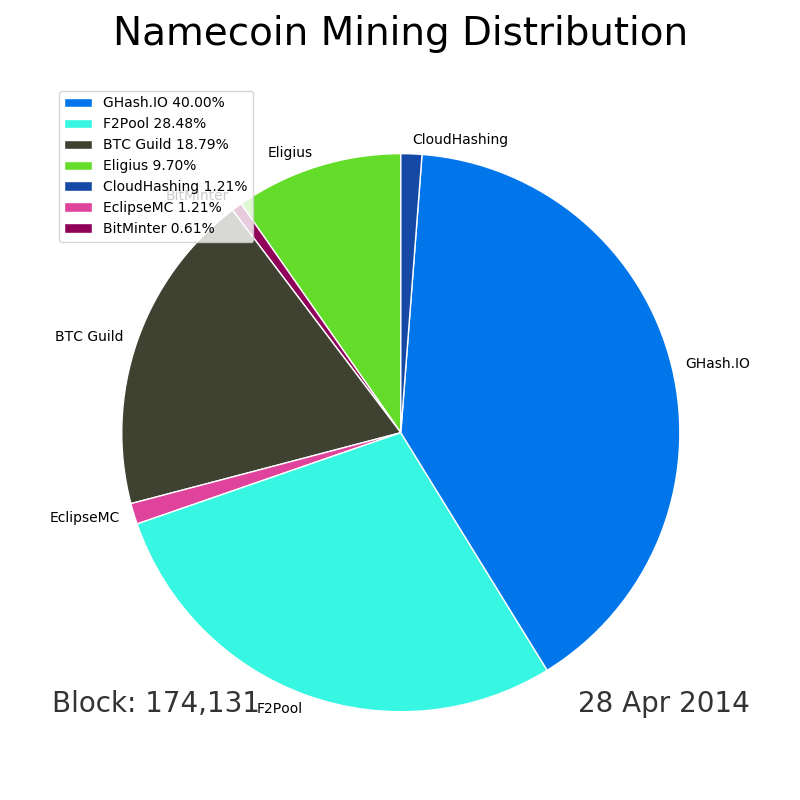 Namecoin Mining Distribution
GHash.IO 40.00%
F2Pool 28.48%
BTC Guild 18.79%
Eligius 9.70%
CloudHashing 1.21%
EclipseMC 1.21%
BitMinter 0.61%
CloudHashing
Eligius
BitMinter
BTC Guild
GHash.IO
EclipseMC
Block: 174,131
F2Pool
28 Apr 2014